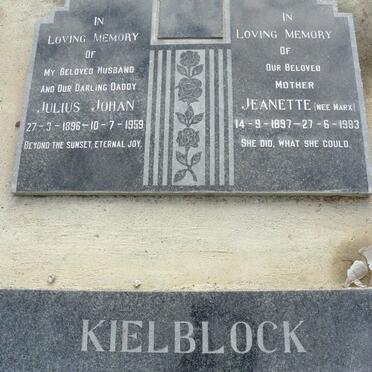 IN
LOVING MEMORY
OF
MY BELOVED HUSBAND
AND OUR DARLING DADDY
JULIUS JOHAN
27-3-1896-10-7-1959
BEYOND THE SUNSET, ETERNAL JOY.
IN
LOVING MEMORY
OF
OUR BELOVED
MOTHER
JEANETTE (NEE MARX)
14-9-1897-27-6-1983
SHE DID, WHAT SHE COULD.
KIELBLOCK